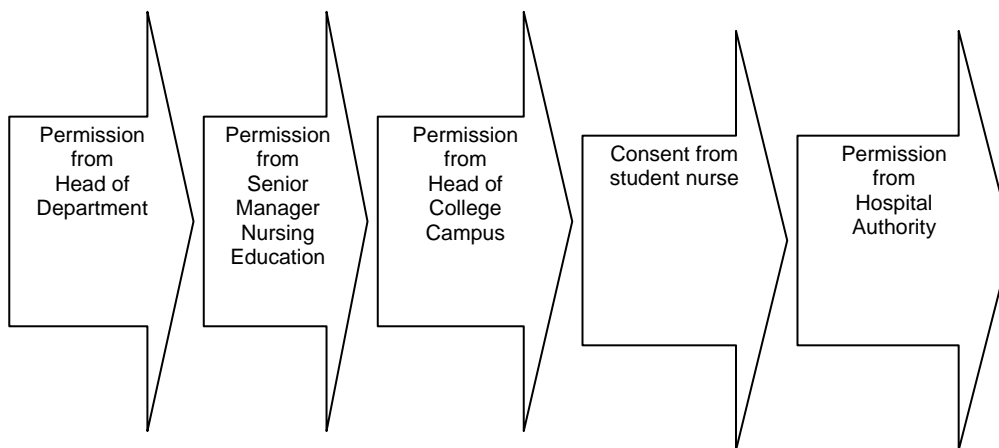 Permission
from
Head of
Department
Permission
from
Senior
Manager
Nursing
Education
Permission
from
Head of
College
Campus
Consent from
student nurse
Permission
from
Hospital
Authority